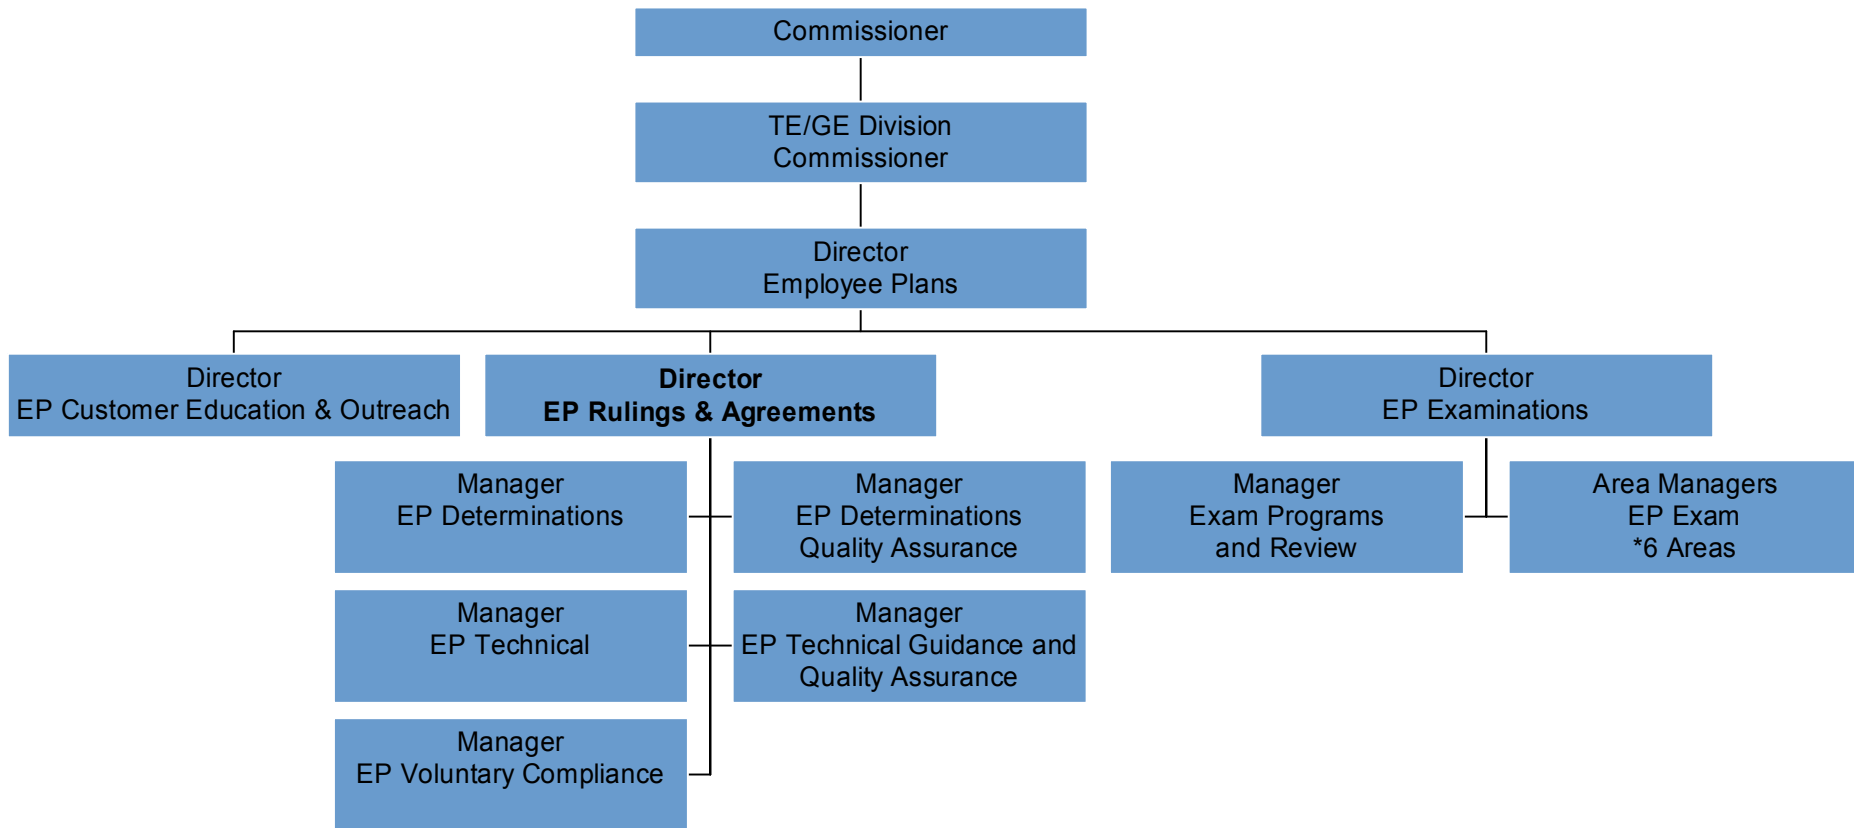 Commissioner
TE/GE Division
Commissioner
Director
Employee Plans
Director
EP Customer Education & Outreach
Director
EP Rulings & Agreements
Director
EP Examinations
Manager
EP Determinations
Manager
EP Determinations
Quality Assurance
Manager
Exam Programs
and Review
Area Managers
EP Exam
*6 Areas
Manager
EP Technical
Manager
EP Technical Guidance and
Quality Assurance
Manager
EP Voluntary Compliance